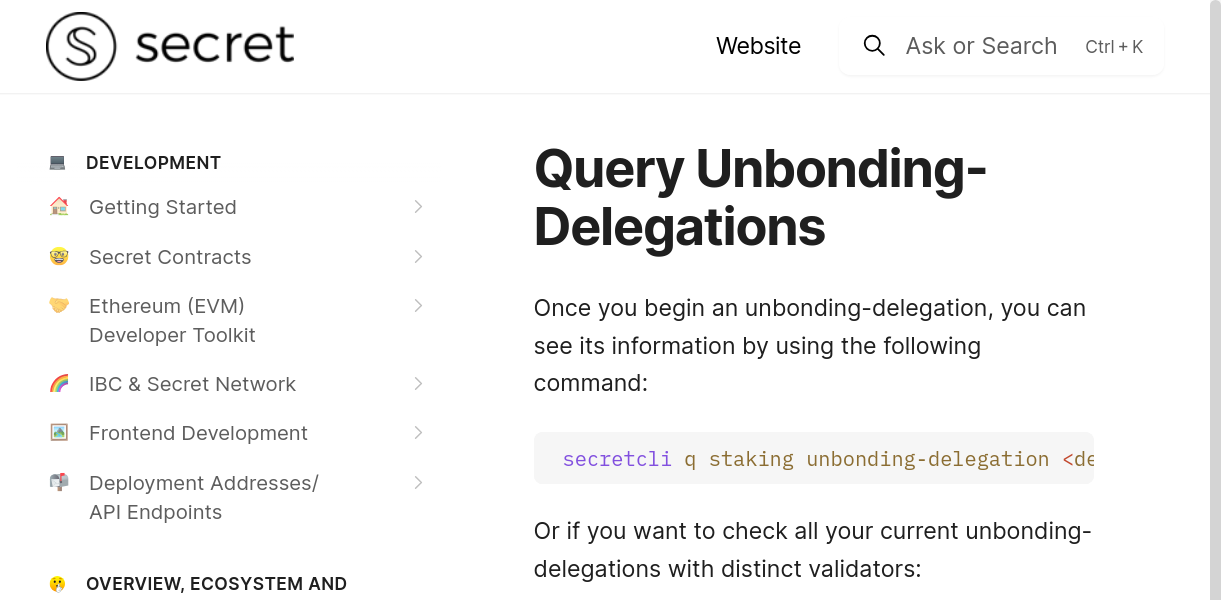 secret
Website
Ask or Search
Ctrl + K
DEVELOPMENT
Getting Started
Secret Contracts
Ethereum (EVM)
Developer Toolkit
IBC & Secret Network
Frontend Development
Deployment Addresses/
API Endpoints
OVERVIEW, ECOSYSTEM AND
Query Unbonding-
Delegations
Once you begin an unbonding-delegation, you can
see its information by using the following
command:
secretcli q staking unbonding-delegation <de
Or if you want to check all your current unbonding-
delegations with distinct validators: